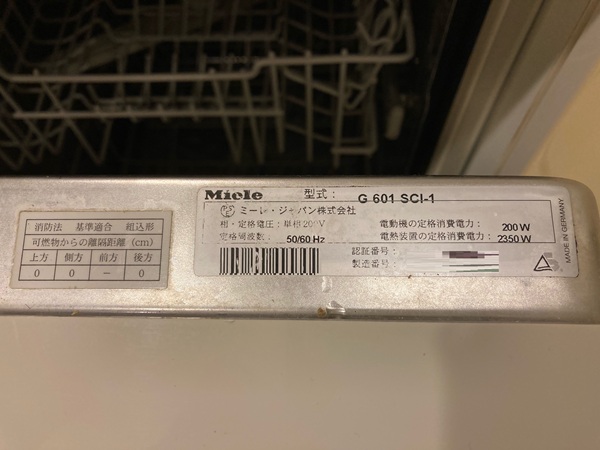 Miele 型式： G 601 SCI-1
ミーレ・ジャパン株式会社
相・定格電圧：単相 200V
定格周波数： 50/60 Hz
電動機の定格消費電力： 200 W
電熱装置の定格消費電力： 2350 W
認証番号：
製造番号：
MADE IN GERMANY
消防法 基準適合 組込形
可燃物からの離隔距離（cm）
上方 側方 前方 後方
0 0 － 0